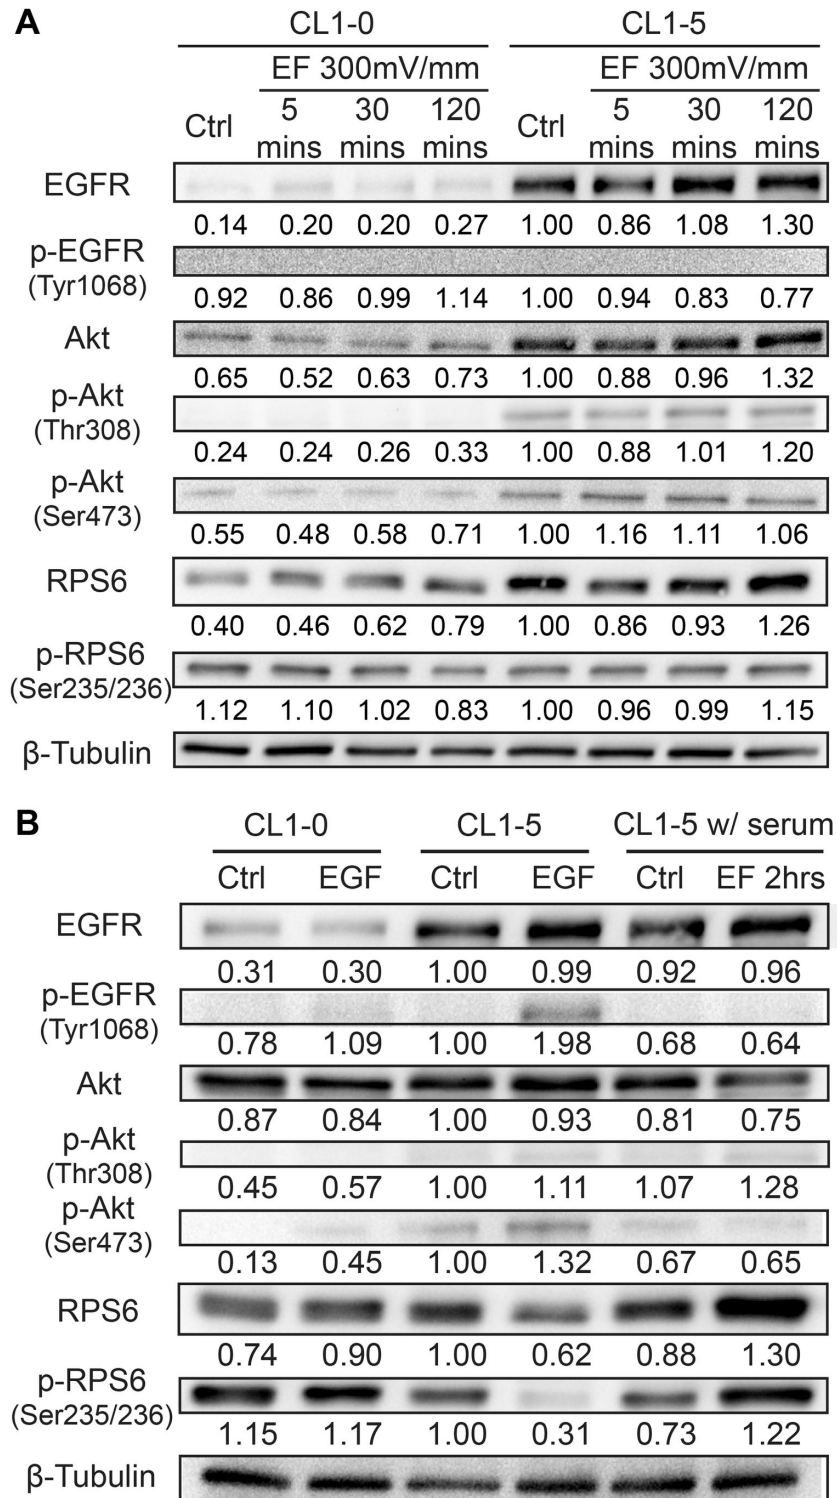 A
CL1-0 CL1-5
EF 300mV/mm EF 300mV/mm
Ctrl 5 mins 30 mins 120 mins Ctrl 5 mins 30 mins 120 mins
EGFR
0.14 0.20 0.20 0.27 1.00 0.86 1.08 1.30
p-EGFR
(Tyr1068)
0.92 0.86 0.99 1.14 1.00 0.94 0.83 0.77
Akt
0.65 0.52 0.63 0.73 1.00 0.88 0.96 1.32
p-Akt
(Thr308)
0.24 0.24 0.26 0.33 1.00 0.88 1.01 1.20
p-Akt
(Ser473)
0.55 0.48 0.58 0.71 1.00 1.16 1.11 1.06
RPS6
0.40 0.46 0.62 0.79 1.00 0.86 0.93 1.26
p-RPS6
(Ser235/236)
1.12 1.10 1.02 0.83 1.00 0.96 0.99 1.15
β-Tubulin
B
CL1-0 CL1-5 CL1-5 w/ serum
Ctrl EGF Ctrl EGF Ctrl EF 2hrs
EGFR
0.31 0.30 1.00 0.99 0.92 0.96
p-EGFR
(Tyr1068)
0.78 1.09 1.00 1.98 0.68 0.64
Akt
0.87 0.84 1.00 0.93 0.81 0.75
p-Akt
(Thr308)
0.45 0.57 1.00 1.11 1.07 1.28
p-Akt
(Ser473)
0.13 0.45 1.00 1.32 0.67 0.65
RPS6
0.74 0.90 1.00 0.62 0.88 1.30
p-RPS6
(Ser235/236)
1.15 1.17 1.00 0.31 0.73 1.22
β-Tubulin